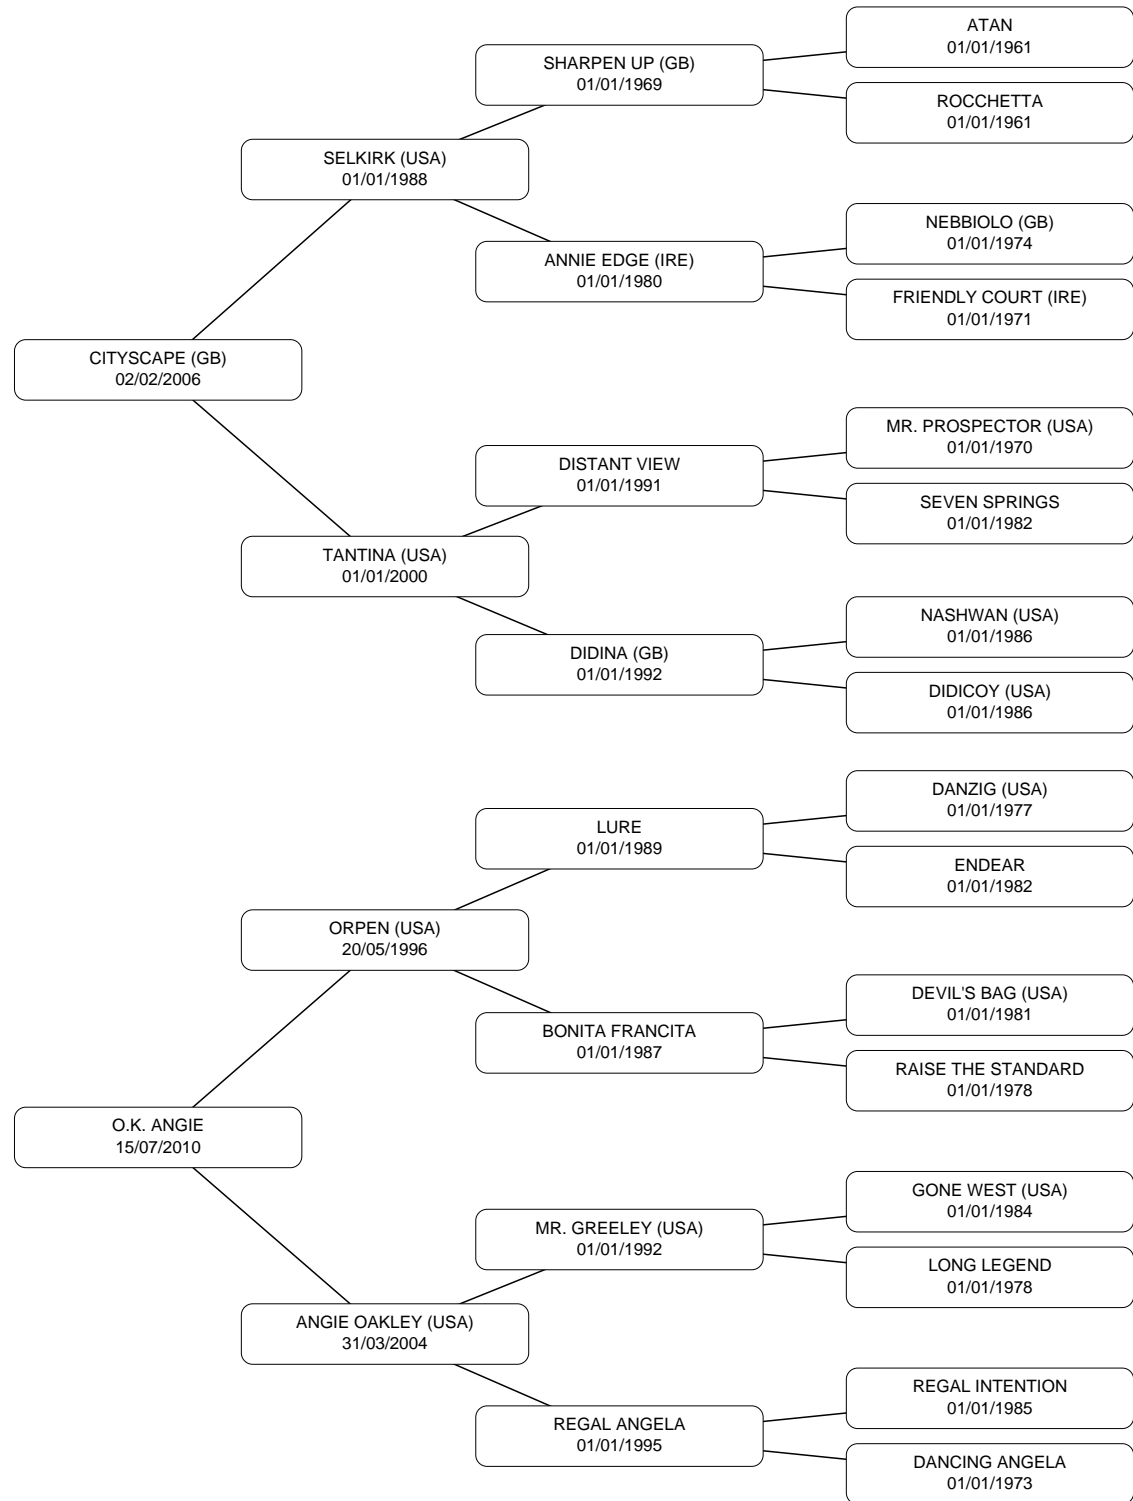 ATAN
01/01/1961
SHARPEN UP (GB)
01/01/1969
ROCCHETTA
01/01/1961
SELKIRK (USA)
01/01/1988
NEBBIOLO (GB)
01/01/1974
ANNIE EDGE (IRE)
01/01/1980
FRIENDLY COURT (IRE)
01/01/1971
CITYSCAPE (GB)
02/02/2006
MR. PROSPECTOR (USA)
01/01/1970
DISTANT VIEW
01/01/1991
SEVEN SPRINGS
01/01/1982
TANTINA (USA)
01/01/2000
NASHWAN (USA)
01/01/1986
DIDINA (GB)
01/01/1992
DIDICOY (USA)
01/01/1986
DANZIG (USA)
01/01/1977
LURE
01/01/1989
ENDEAR
01/01/1982
ORPEN (USA)
20/05/1996
DEVIL'S BAG (USA)
01/01/1981
BONITA FRANCITA
01/01/1987
RAISE THE STANDARD
01/01/1978
O.K. ANGIE
15/07/2010
GONE WEST (USA)
01/01/1984
MR. GREELEY (USA)
01/01/1992
LONG LEGEND
01/01/1978
ANGIE OAKLEY (USA)
31/03/2004
REGAL INTENTION
01/01/1985
REGAL ANGELA
01/01/1995
DANCING ANGELA
01/01/1973